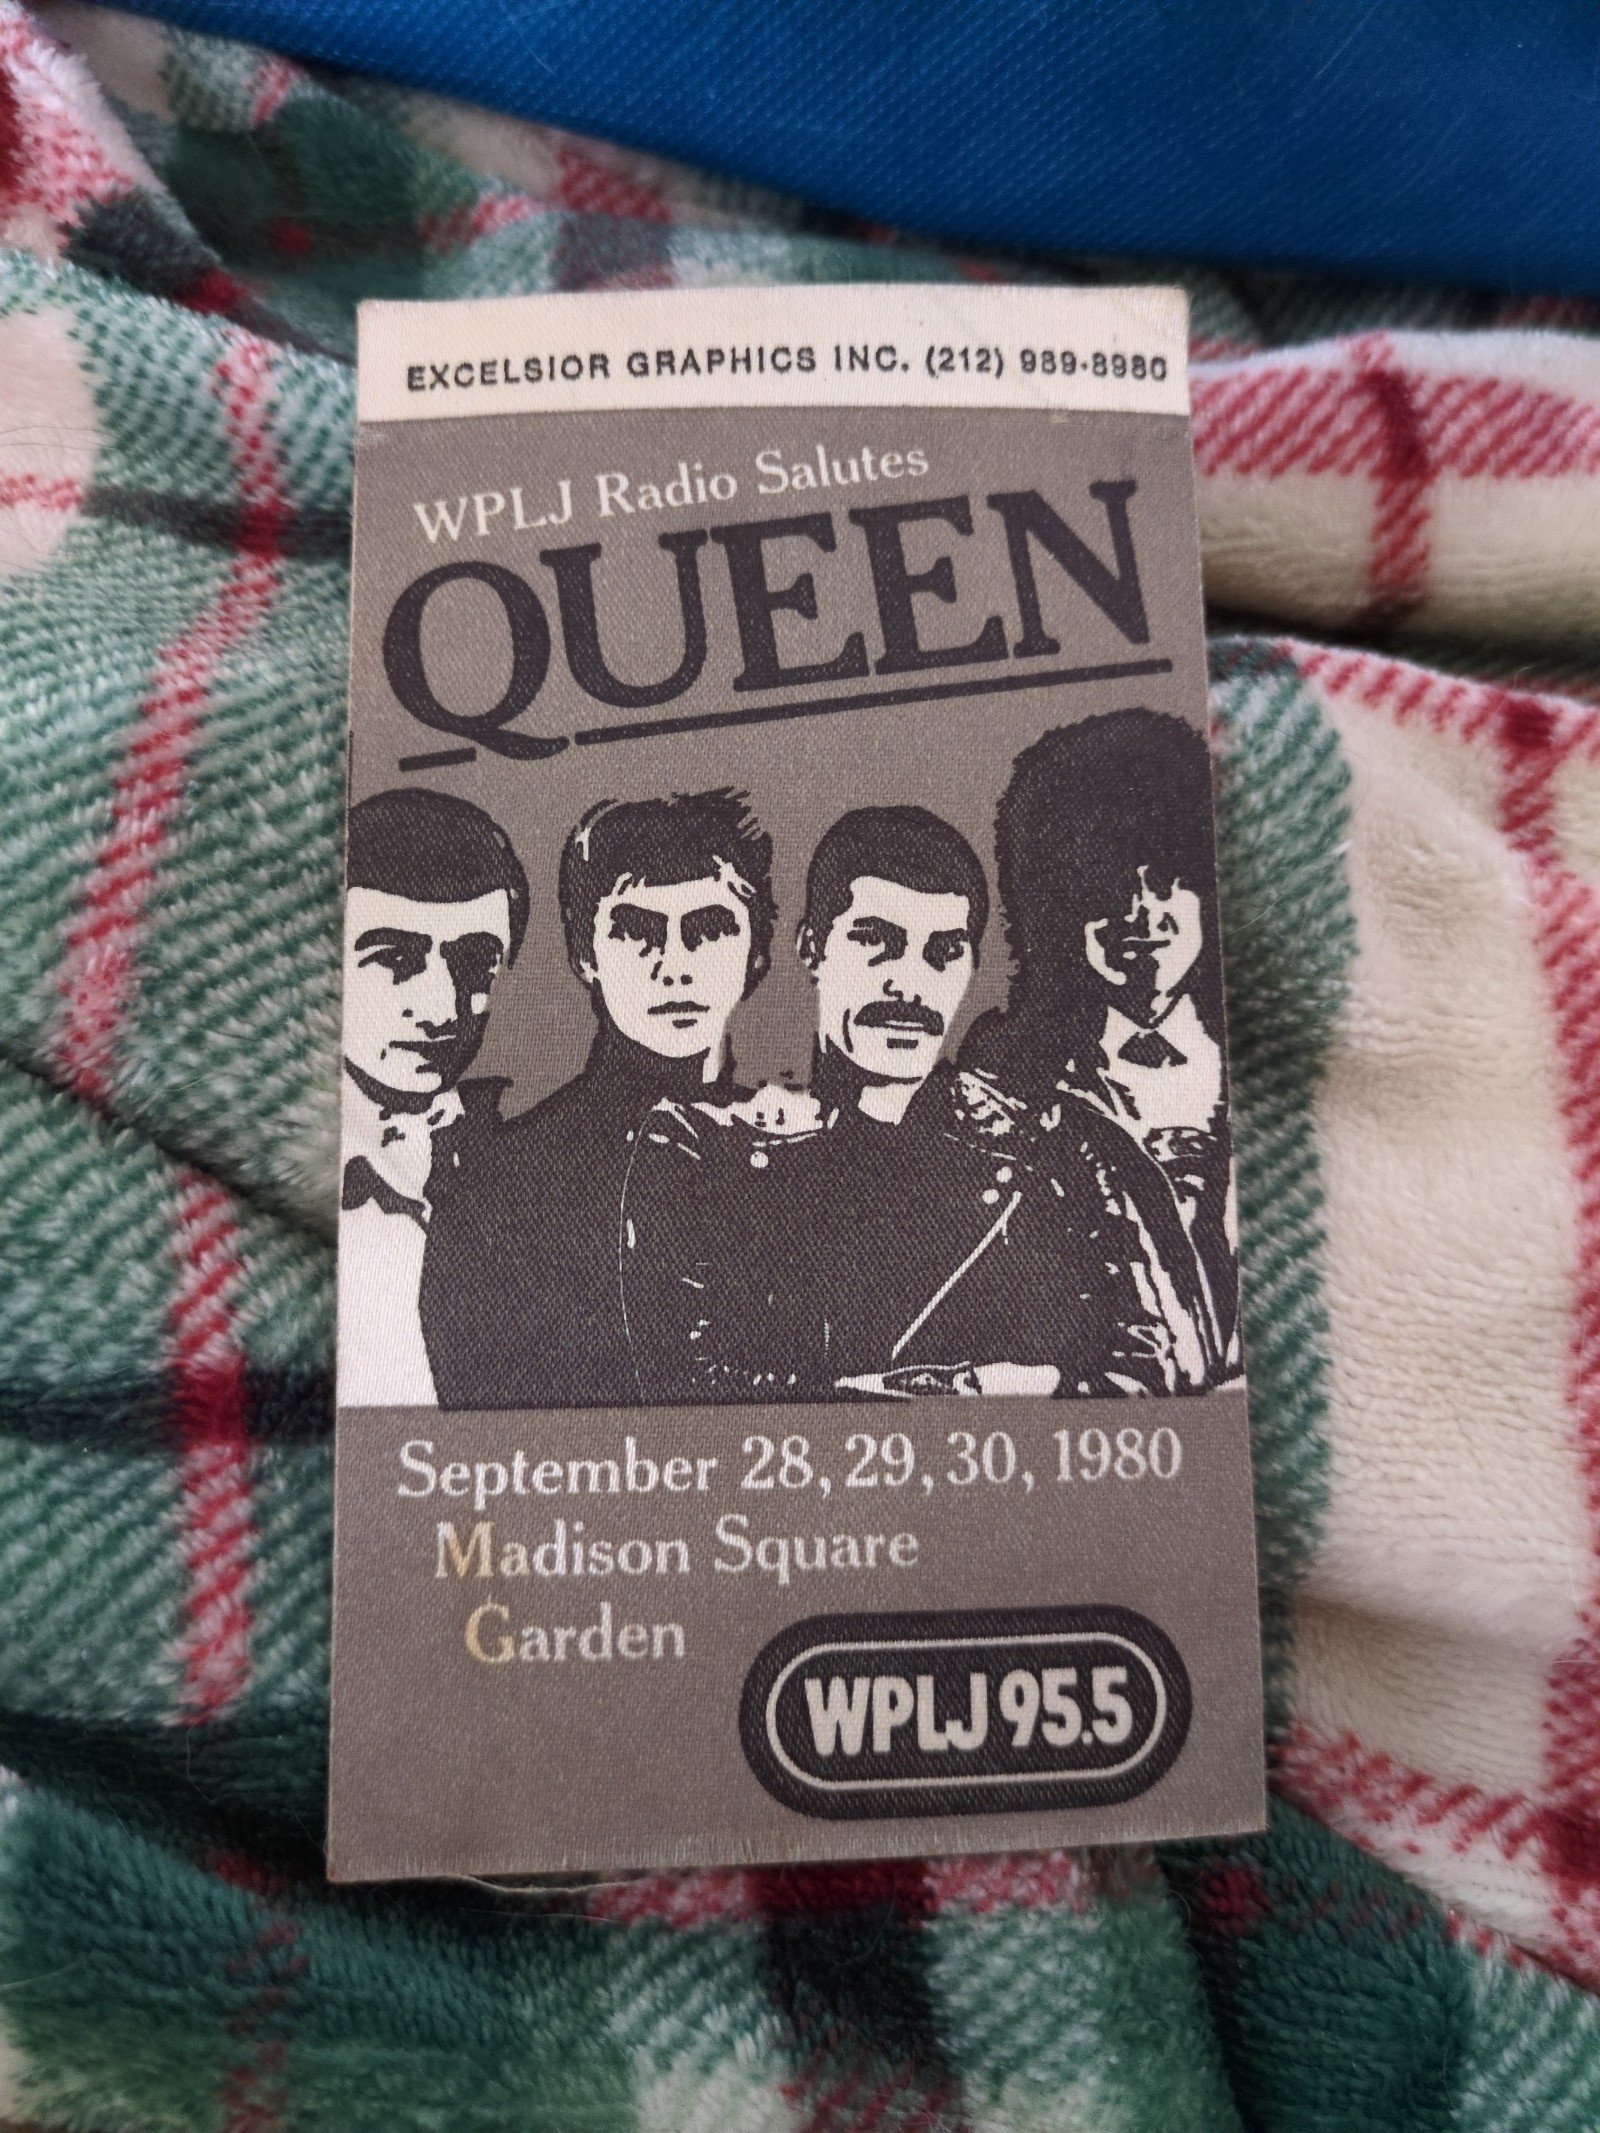 EXCELSIOR GRAPHICS INC. (212) 989-8980
WPLJ Radio Salutes
QUEEN
September 28, 29, 30, 1980
Madison Square
Garden
WPLJ 95.5